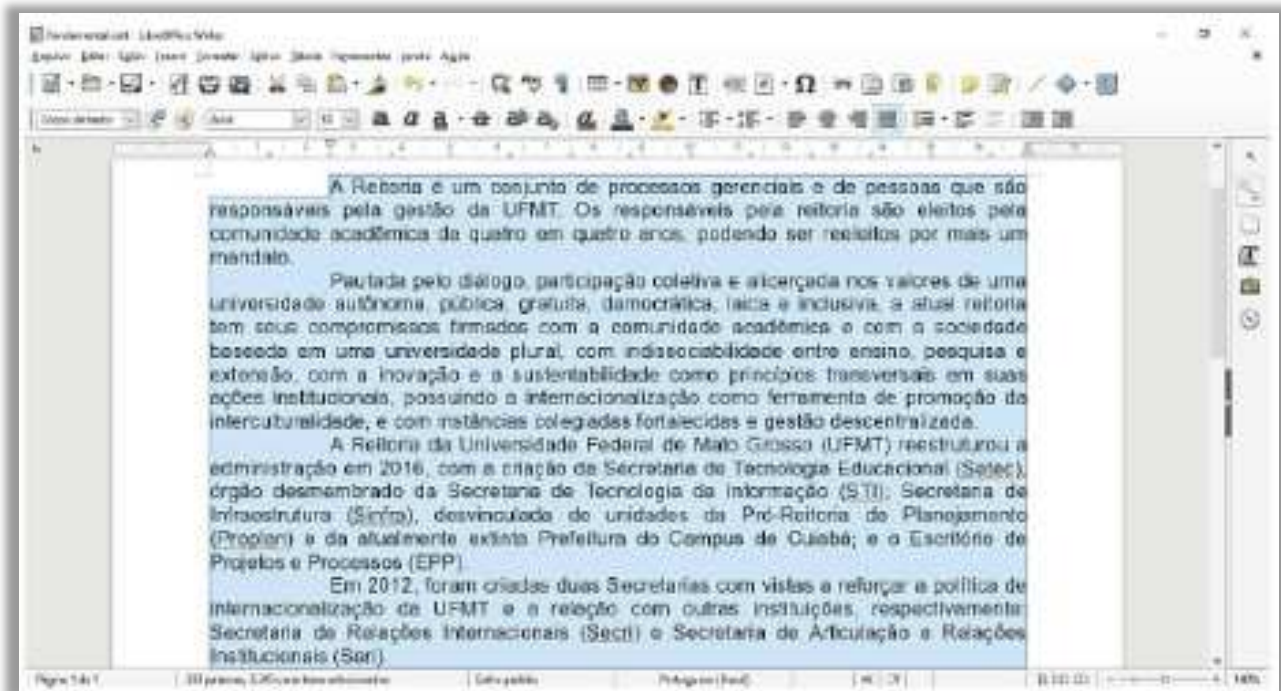 LibreOffice Writer
A Reitoria é um conjunto de processos gerenciais e de pessoas que são
responsáveis pela gestão da UFMT. Os responsáveis pela reitoria são eleitos pela
comunidade acadêmica de quatro em quatro anos, podendo ser reeleitos por mais um
mandato.
Pautada pelo diálogo, participação coletiva e alicerçada nos valores de uma
universidade autônoma, pública, gratuita, democrática, laica e inclusiva, a atual reitoria
tem seus compromissos firmados com a comunidade acadêmica e com a sociedade
baseada em uma universidade plural, com indissociabilidade entre ensino, pesquisa e
extensão, com a inovação e a sustentabilidade como princípios transversais em suas
ações institucionais, possuindo a internacionalização como ferramenta de promoção da
interculturalidade, e com instâncias colegiadas fortalecidas e gestão descentralizada.
A Reitoria da Universidade Federal de Mato Grosso (UFMT) reestruturou a
administração em 2016, com a criação da Secretaria de Tecnologia Educacional (Setec),
órgão desmembrado da Secretaria de Tecnologia da Informação (STI); Secretaria de
Infraestrutura (Sinfra), desvinculada de unidades da Pró-Reitoria de Planejamento
(Proplan) e da atualmente extinta Prefeitura do Campus de Cuiabá; e o Escritório de
Projetos e Processos (EPP).
Em 2012, foram criadas duas Secretarias com vistas a reforçar a política de
internacionalização da UFMT e a relação com outras instituições, respectivamente:
Secretaria de Relações Internacionais (Secri) e Secretaria de Articulação e Relações
Institucionais (Sari).
Página 1 de 1 Português (Brasil) 140%